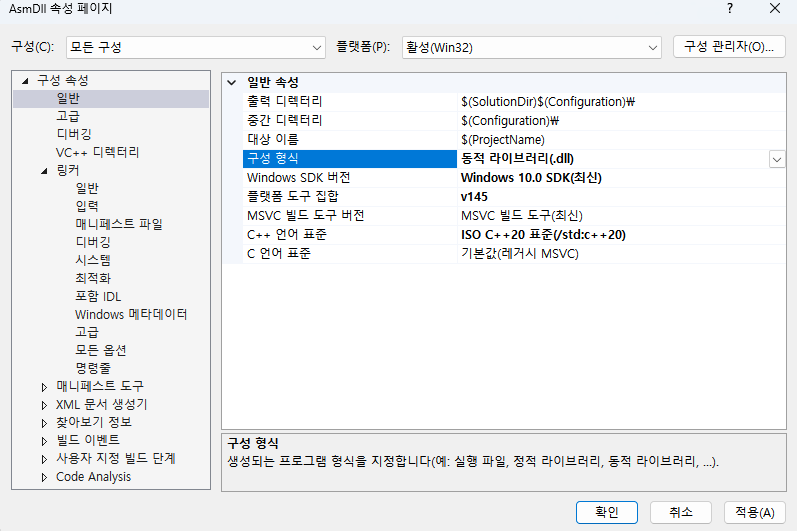 AsmDll 속성 페이지
구성(C): 모든 구성 플랫폼(P): 활성(Win32) 구성 관리자(O)...
구성 속성
일반
고급
디버깅
VC++ 디렉터리
링커
일반
입력
매니페스트 파일
디버깅
시스템
최적화
포함 IDL
Windows 메타데이터
고급
모든 옵션
명령줄
매니페스트 도구
XML 문서 생성기
찾아보기 정보
빌드 이벤트
사용자 지정 빌드 단계
Code Analysis
일반 속성
출력 디렉터리 $(SolutionDir)$(Configuration)₩
중간 디렉터리 $(Configuration)₩
대상 이름 $(ProjectName)
구성 형식 동적 라이브러리(.dll)
Windows SDK 버전 Windows 10.0 SDK(최신)
플랫폼 도구 집합 v145
MSVC 빌드 도구 버전 MSVC 빌드 도구(최신)
C++ 언어 표준 ISO C++20 표준(/std:c++20)
C 언어 표준 기본값(레거시 MSVC)
구성 형식
생성되는 프로그램 형식을 지정합니다(예: 실행 파일, 정적 라이브러리, 동적 라이브러리, ...).
확인 취소 적용(A)